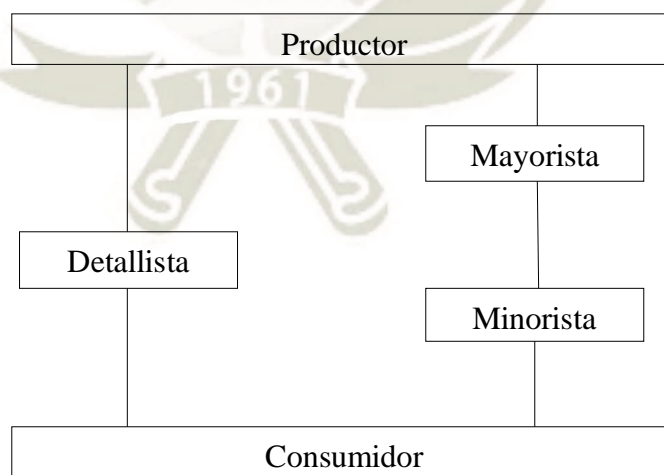 Productor
1961
Mayorista
Detallista
Minorista
Consumidor